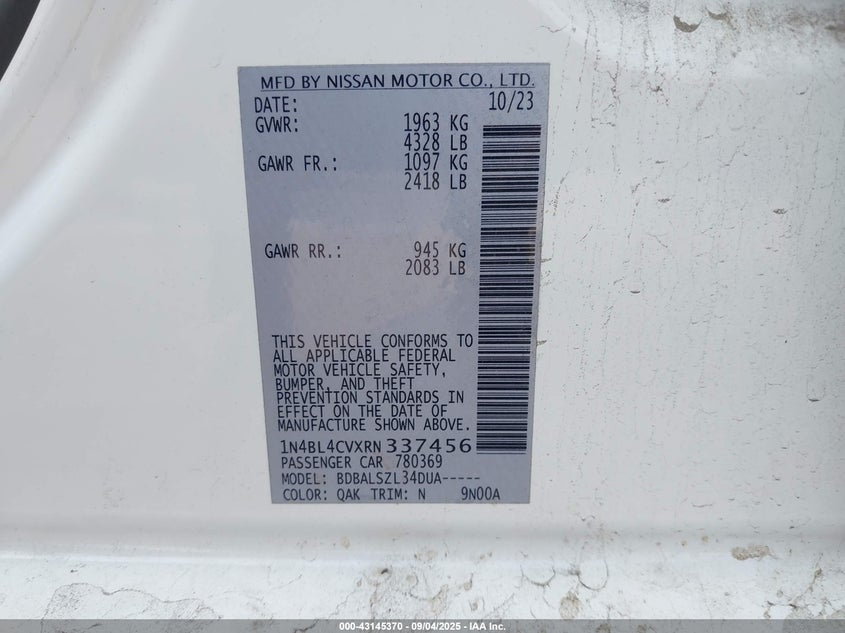 MFD BY NISSAN MOTOR CO., LTD.
DATE: 10/23
GVWR: 1963 KG
4328 LB
GAWR FR.: 1097 KG
2418 LB
GAWR RR.: 945 KG
2083 LB
THIS VEHICLE CONFORMS TO
ALL APPLICABLE FEDERAL
MOTOR VEHICLE SAFETY,
BUMPER, AND THEFT
PREVENTION STANDARDS IN
EFFECT ON THE DATE OF
MANUFACTURE SHOWN ABOVE.
1N4BL4CVXRN337456
PASSENGER CAR 780369
MODEL: BDBALSZL34DUA-----
COLOR: QAK TRIM: N 9N00A
000-43145370 - 09/04/2025 - IAA Inc.